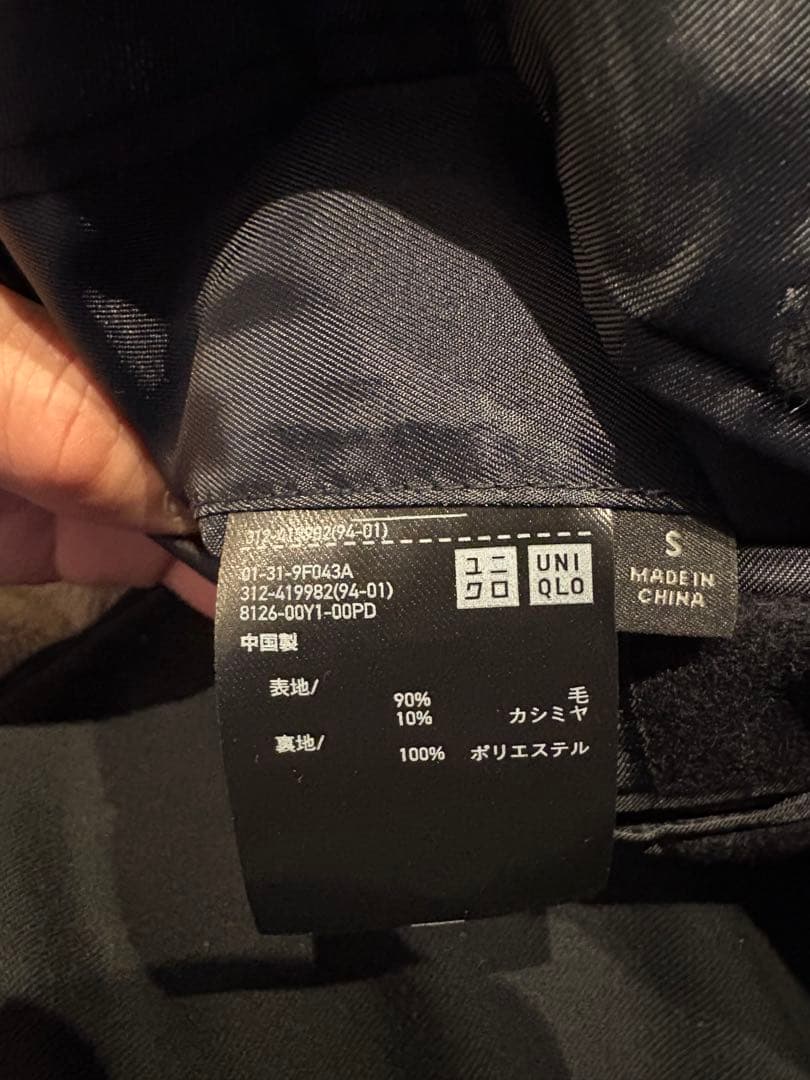 312-419982(94-01)
01-31-9F043A
312-419982(94-01)
8126-00Y1-00PD
中国製
ユニ
クロ
UNI
QLO
S
MADE IN
CHINA
表地/
90% 毛
10% カシミヤ
裏地/
100% ポリエステル